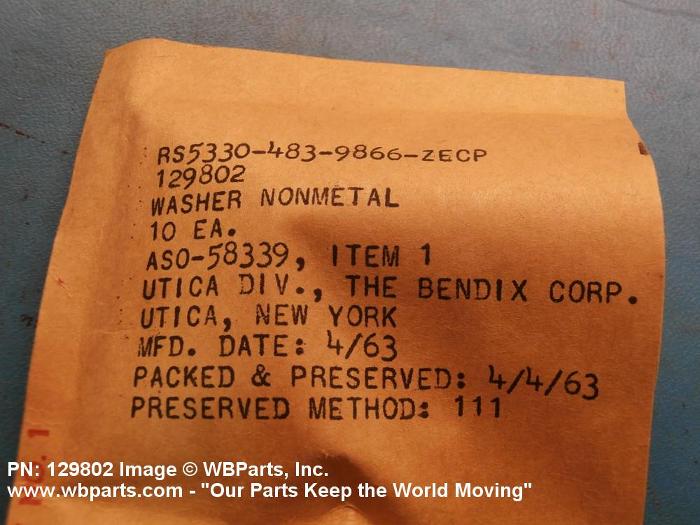 RS5330-483-9866-ZECP
129802
WASHER NONMETAL
10 EA.
ASO-58339, ITEM 1
UTICA DIV., THE BENDIX CORP.
UTICA, NEW YORK
MFD. DATE: 4/63
PACKED & PRESERVED: 4/4/63
PRESERVED METHOD: 111
NO. 1
PN: 129802 Image © WBParts, Inc.
www.wbparts.com - "Our Parts Keep the World Moving"